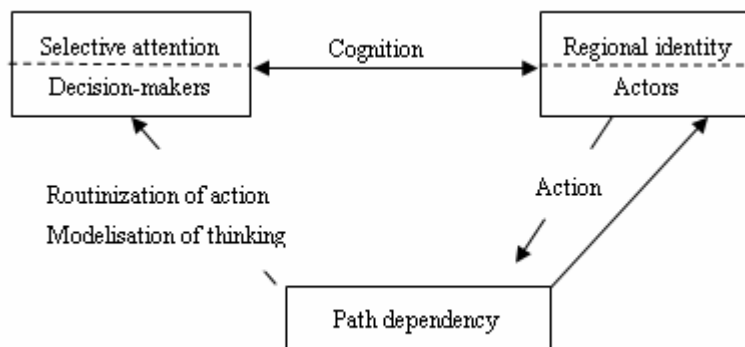 Selective attention
Decision-makers
Cognition
Regional identity
Actors
Routinization of action
Modelisation of thinking
Action
Path dependency